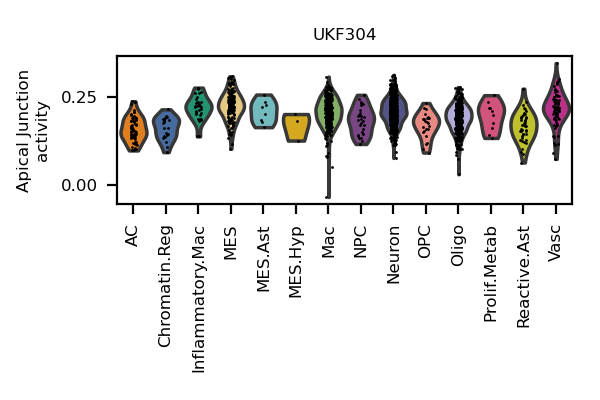 UKF304
Apical Junction
activity
0.25
0.00
AC
Chromatin.Reg
Inflammatory.Mac
MES
MES.Ast
MES.Hyp
Mac
NPC
Neuron
OPC
Oligo
Prolif.Metab
Reactive.Ast
Vasc